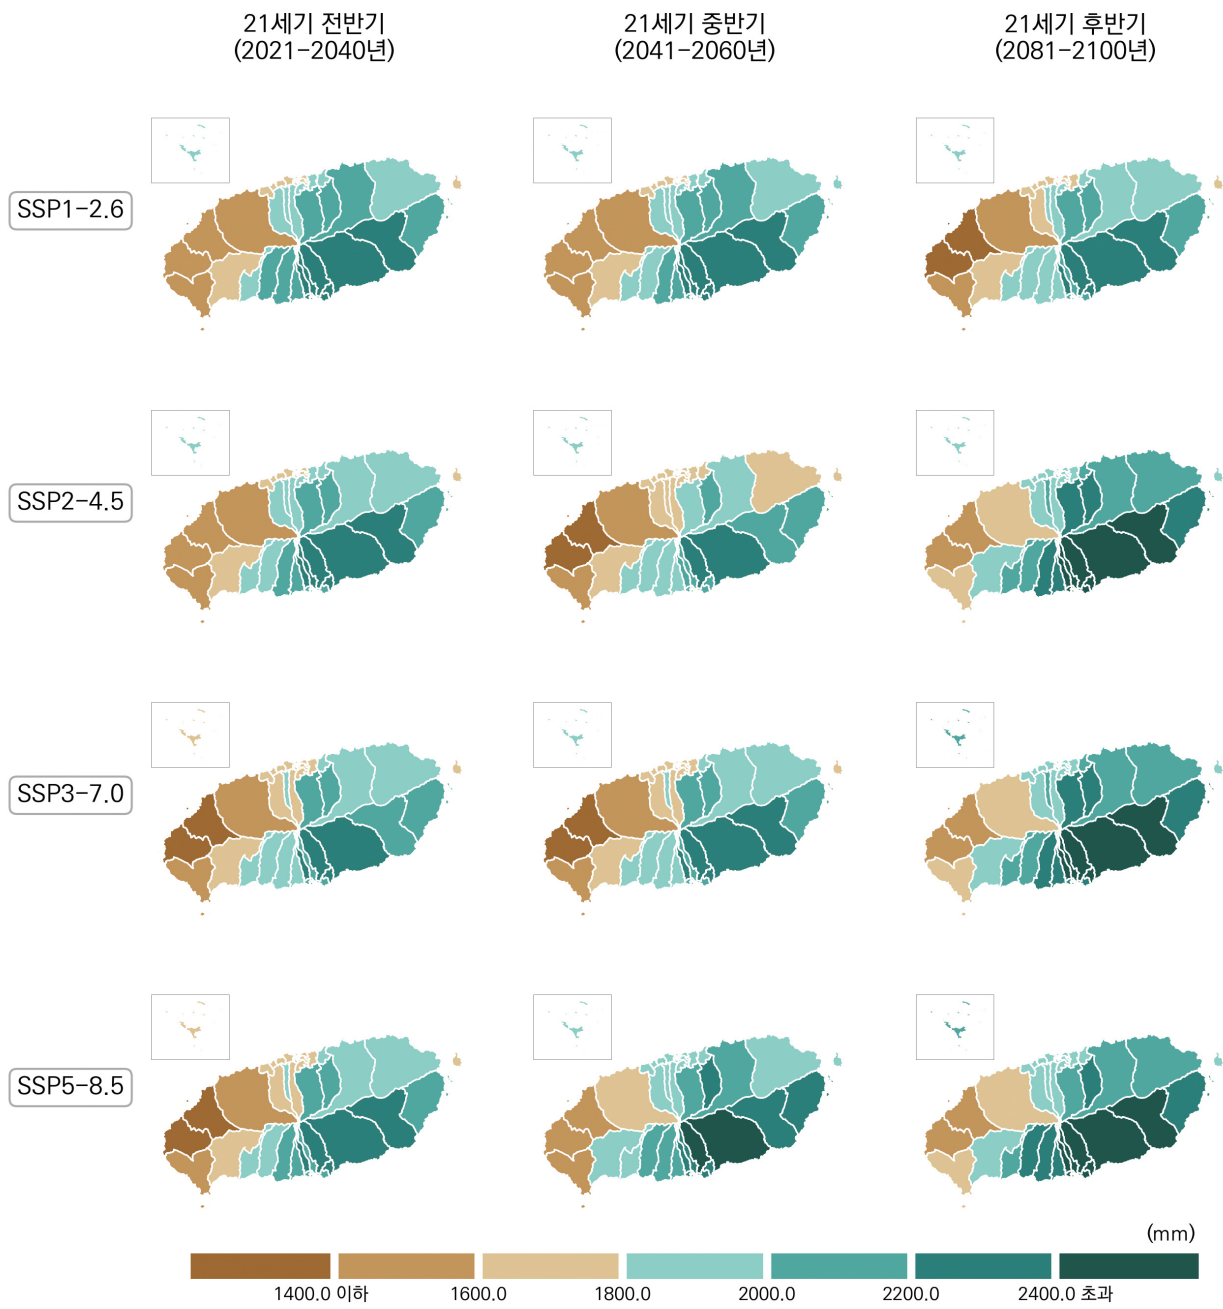 21세기 전반기
(2021-2040년)
21세기 중반기
(2041-2060년)
21세기 후반기
(2081-2100년)
SSP1-2.6
SSP2-4.5
SSP3-7.0
SSP5-8.5
(mm)
1400.0 이하
1600.0
1800.0
2000.0
2200.0
2400.0 초과